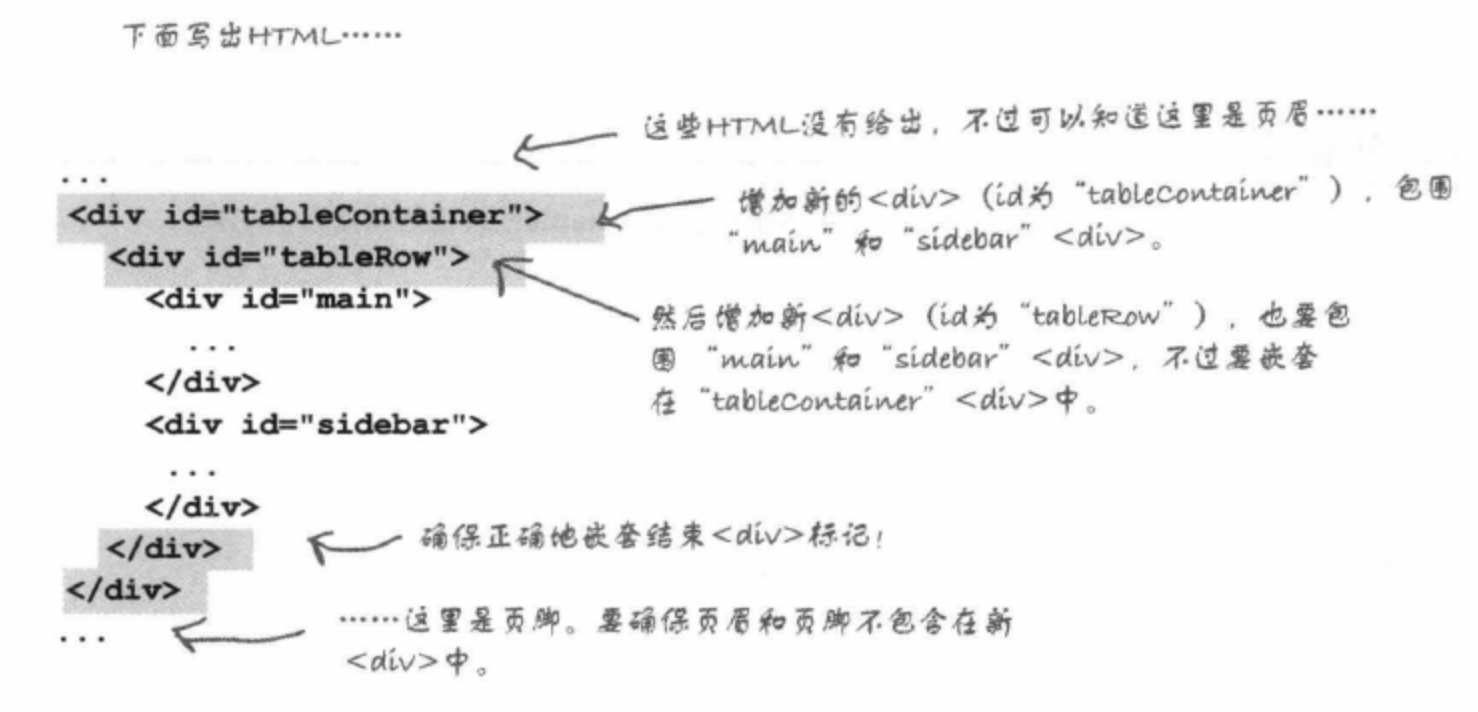 下面写出HTML……
这些HTML没有给出，不过可以知道这里是页眉……
...
<div id="tableContainer">
增加新的<div>（id为“tableContainer”），包围
“main”和“sidebar”<div>。
<div id="tableRow">
<div id="main">
然后增加新<div>（id为“tableRow”），也要包
围“main”和“sidebar”<div>，不过要嵌套
在“tableContainer”<div>中。
...
</div>
<div id="sidebar">
...
</div>
</div>
确保正确地嵌套结束<div>标记！
</div>
...
……这里是页脚。要确保页眉和页脚不包含在新
<div>中。